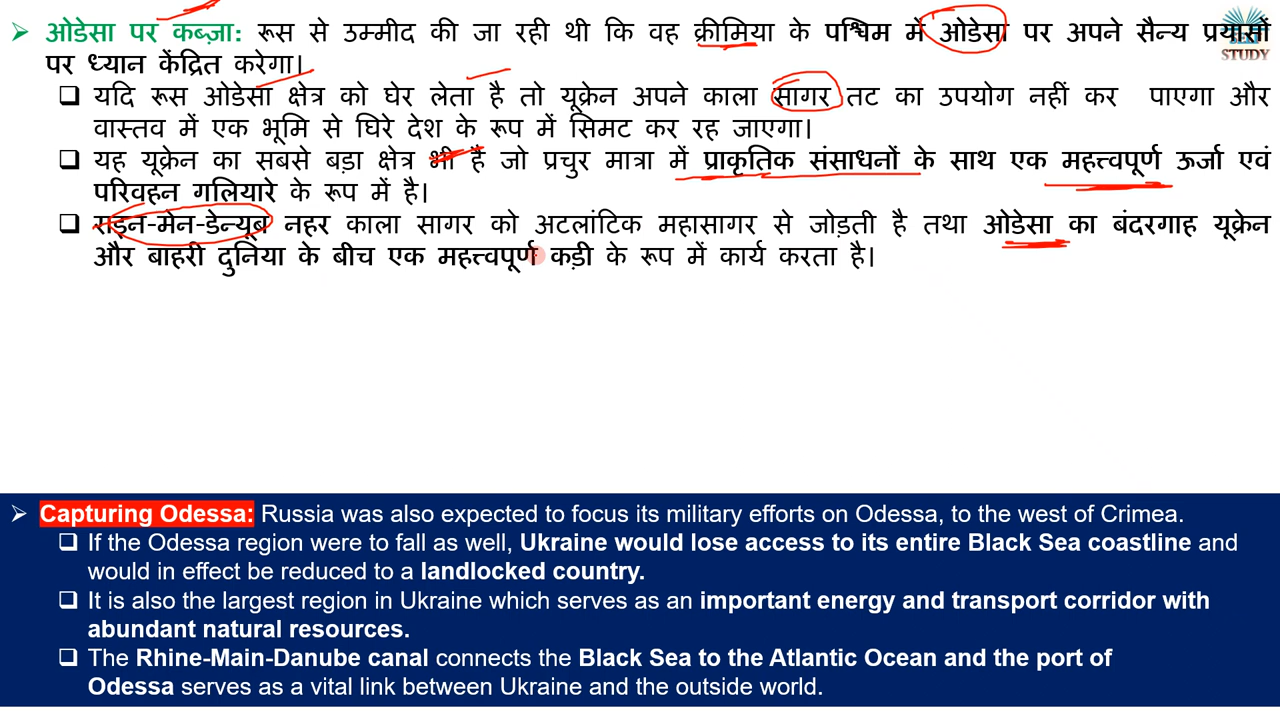 ➢ ओडेसा पर कब्ज़ा: रूस से उम्मीद की जा रही थी कि वह क्रीमिया के पश्चिम में ओडेसा पर अपने सैन्य प्रयासों
पर ध्यान केंद्रित करेगा।
❑ यदि रूस ओडेसा क्षेत्र को घेर लेता है तो यूक्रेन अपने काला सागर तट का उपयोग नहीं कर पाएगा और
वास्तव में एक भूमि से घिरे देश के रूप में सिमट कर रह जाएगा।
❑ यह यूक्रेन का सबसे बड़ा क्षेत्र भी है जो प्रचुर मात्रा में प्राकृतिक संसाधनों के साथ एक महत्त्वपूर्ण ऊर्जा एवं
परिवहन गलियारे के रूप में है।
❑ राइन-मेन-डेन्यूब नहर काला सागर को अटलांटिक महासागर से जोड़ती है तथा ओडेसा का बंदरगाह यूक्रेन
और बाहरी दुनिया के बीच एक महत्त्वपूर्ण कड़ी के रूप में कार्य करता है।
STUDY
➢ Capturing Odessa: Russia was also expected to focus its military efforts on Odessa, to the west of Crimea.
❑ If the Odessa region were to fall as well, Ukraine would lose access to its entire Black Sea coastline and
would in effect be reduced to a landlocked country.
❑ It is also the largest region in Ukraine which serves as an important energy and transport corridor with
abundant natural resources.
❑ The Rhine-Main-Danube canal connects the Black Sea to the Atlantic Ocean and the port of
Odessa serves as a vital link between Ukraine and the outside world.